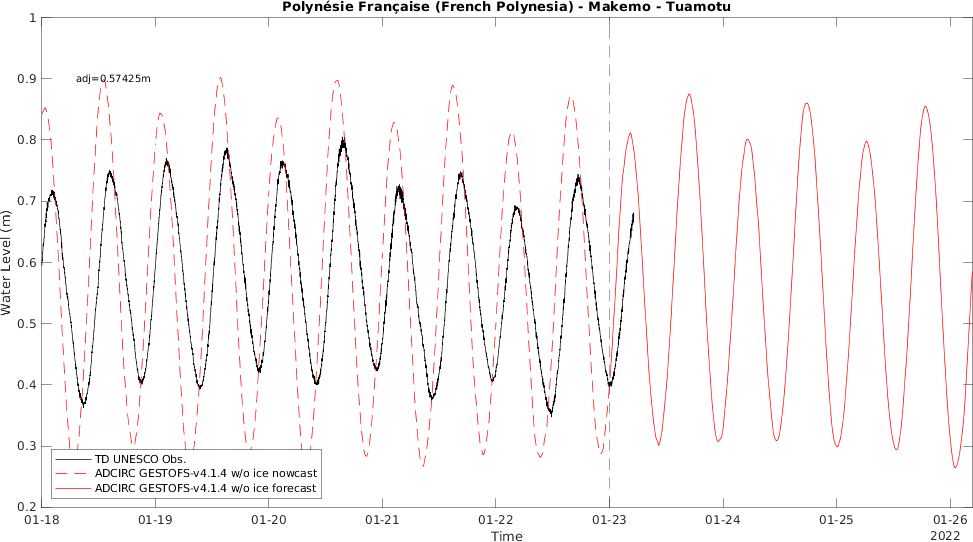 Polynésie Française (French Polynesia) - Makemo - Tuamotu
1
0.9
0.8
0.7
0.6
0.5
0.4
0.3
0.2
Water Level (m)
adj=0.57425m
TD UNESCO Obs.
ADCIRC GESTOFS-v4.1.4 w/o ice nowcast
ADCIRC GESTOFS-v4.1.4 w/o ice forecast
01-18 01-19 01-20 01-21 01-22 01-23 01-24 01-25 01-26
Time
2022